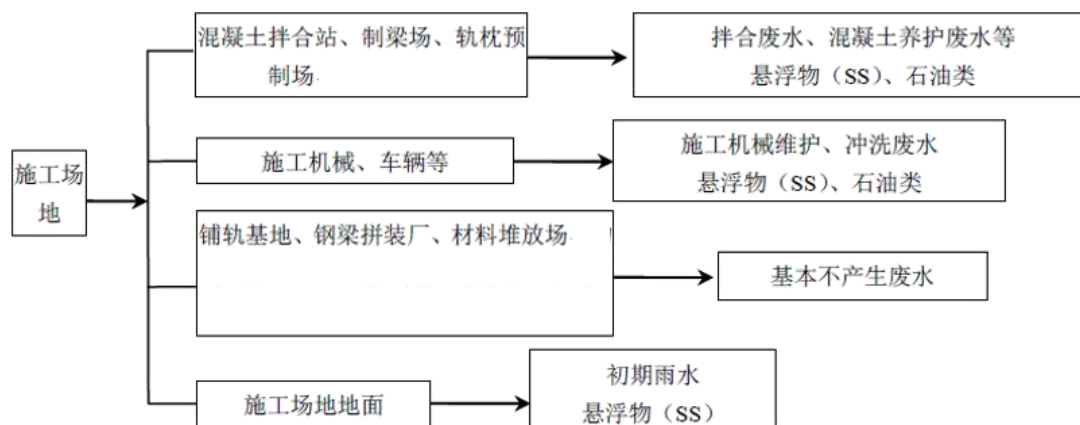 施工场
地
混凝土拌合站、制梁场、轨枕预
制场
拌合废水、混凝土养护废水等
悬浮物（SS）、石油类
施工机械、车辆等
施工机械维护、冲洗废水
悬浮物（SS）、石油类
铺轨基地、钢梁拼装厂、材料堆放场
基本不产生废水
施工场地地面
初期雨水
悬浮物（SS）